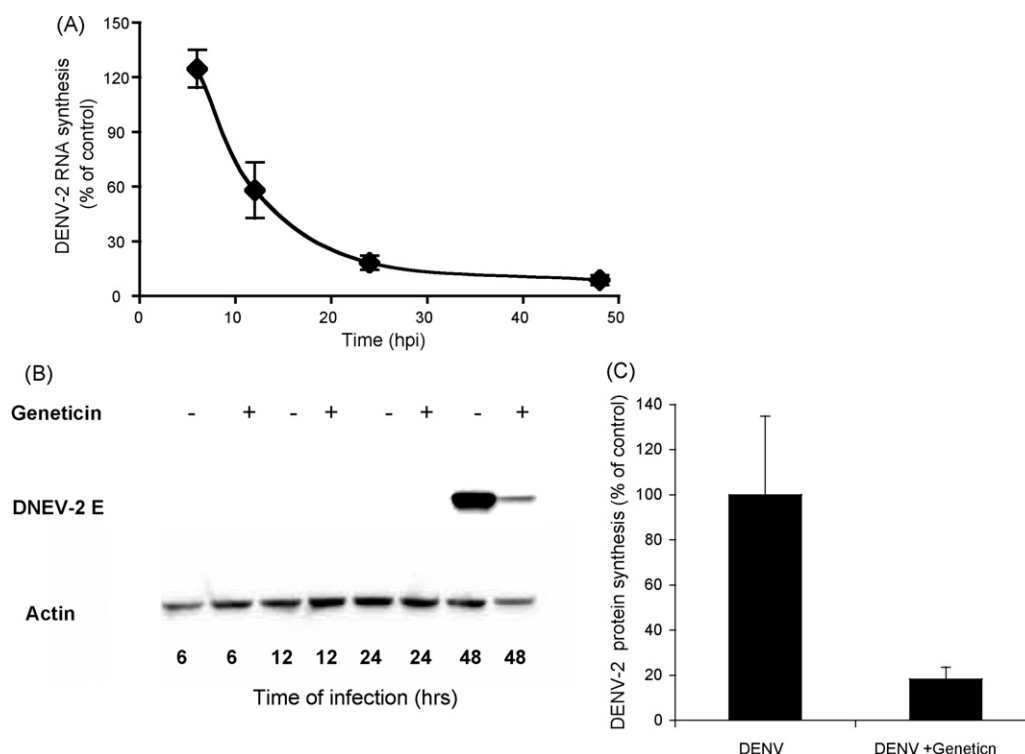 (A)
150
120
90
60
30
0
DENV-2 RNA synthesis
(% of control)
0 10 20 30 40 50
Time (hpi)
(B)
Geneticin - + - + - + - +
DNEV-2 E
Actin
6 6 12 12 24 24 48 48
Time of infection (hrs)
(C)
140
120
100
80
60
40
20
0
DENV-2 protein synthesis (% of control)
DENV DENV +Geneticn